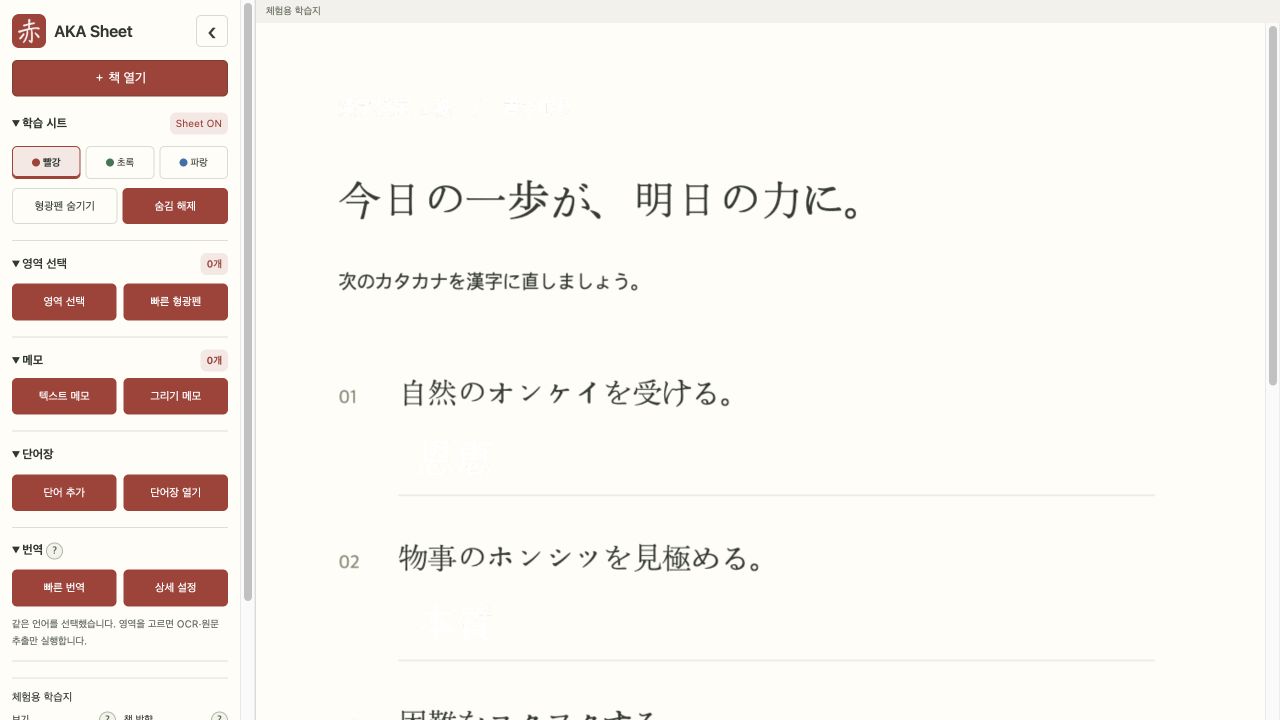 赤 AKA Sheet
‹
+ 책 열기
▼학습 시트 Sheet ON
빨강 초록 파랑
형광펜 숨기기 숨김 해제
▼영역 선택 0개
영역 선택 빠른 형광펜
▼메모 0개
텍스트 메모 그리기 메모
▼단어장
단어 추가 단어장 열기
▼번역 ?
빠른 번역 상세 설정
같은 언어를 선택했습니다. 영역을 고르면 OCR·원문
추출만 실행합니다.
체험용 학습지
보기 ? 책 방향 ?
체험용 학습지
今日の一歩が、明日の力に。
次のカタカナを漢字に直しましょう。
01 自然のオンケイを受ける。
恩恵
02 物事のホンシツを見極める。
本質